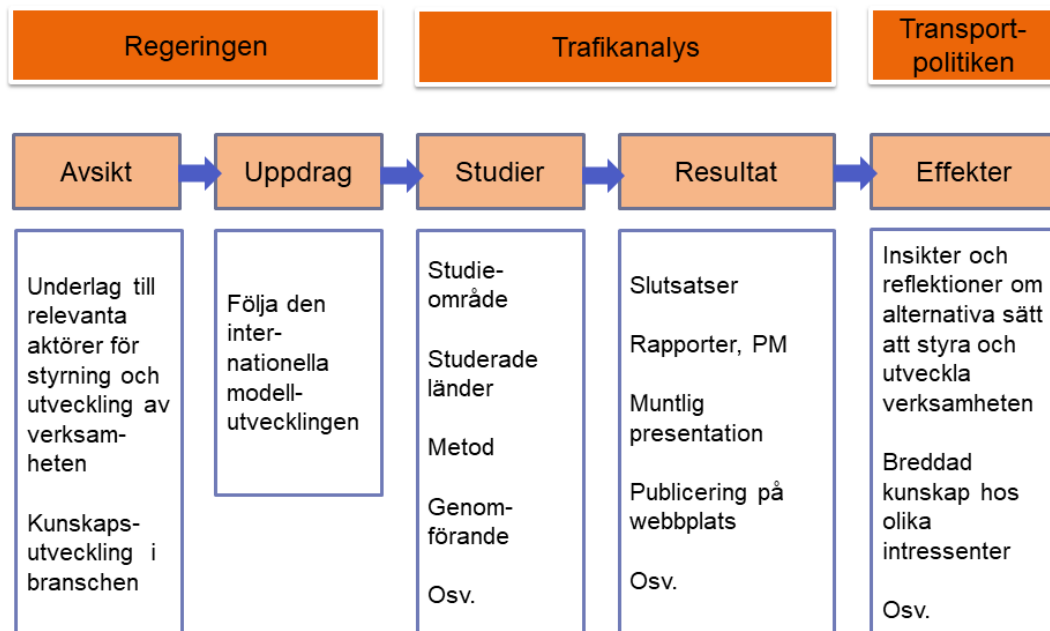 Regeringen
Trafikanalys
Transport-
politiken
Avsikt
Uppdrag
Studier
Resultat
Effekter
Underlag till
relevanta
aktörer för
styrning och
utveckling av
verksam-
heten
Kunskaps-
utveckling i
branschen
Följa den
inter-
nationella
modell-
utvecklingen
Studie-
område
Studerade
länder
Metod
Genom-
förande
Osv.
Slutsatser
Rapporter, PM
Muntlig
presentation
Publicering på
webbplats
Osv.
Insikter och
reflektioner om
alternativa sätt
att styra och
utveckla
verksamheten
Breddad
kunskap hos
olika
intressenter
Osv.